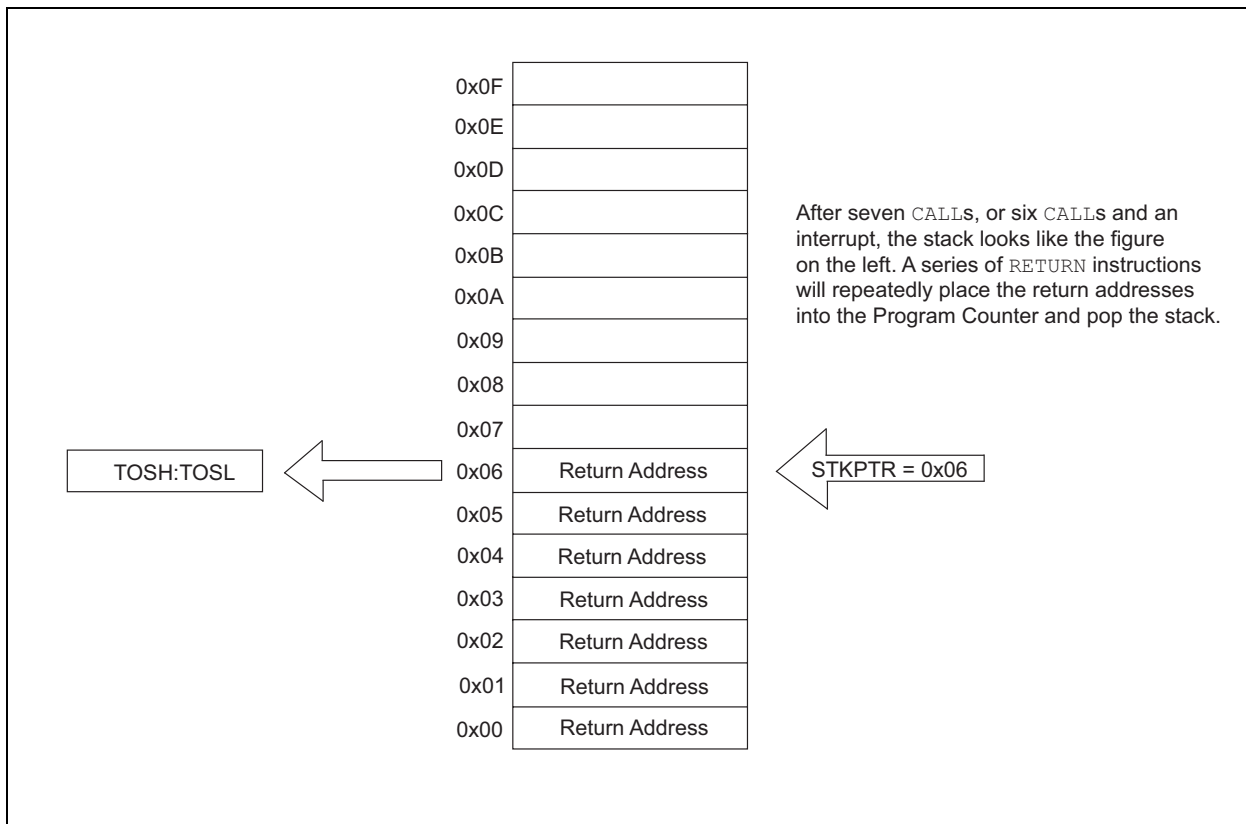 0x0F
0x0E
0x0D
0x0C
0x0B
0x0A
0x09
0x08
0x07
0x06 Return Address
0x05 Return Address
0x04 Return Address
0x03 Return Address
0x02 Return Address
0x01 Return Address
0x00 Return Address
TOSH:TOSL
STKPTR = 0x06
After seven CALLs, or six CALLs and an
interrupt, the stack looks like the figure
on the left. A series of RETURN instructions
will repeatedly place the return addresses
into the Program Counter and pop the stack.